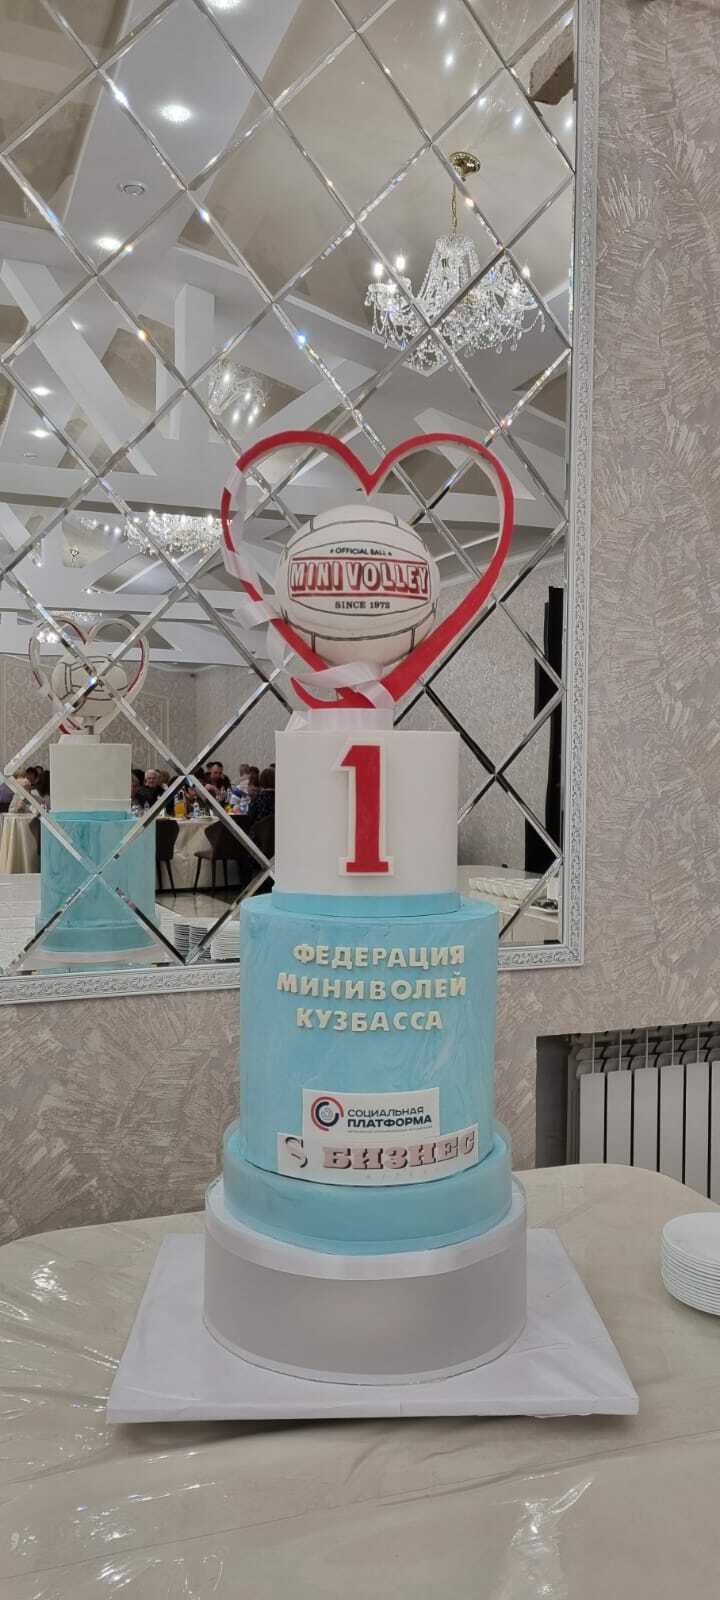 ★ OFFICIAL BALL ★
MINIVOLLEY
SINCE 1972
1
ФЕДЕРАЦИЯ
МИНИВОЛЕЙ
КУЗБАССА
СОЦИАЛЬНАЯ
ПЛАТФОРМА
S БИЗНЕС